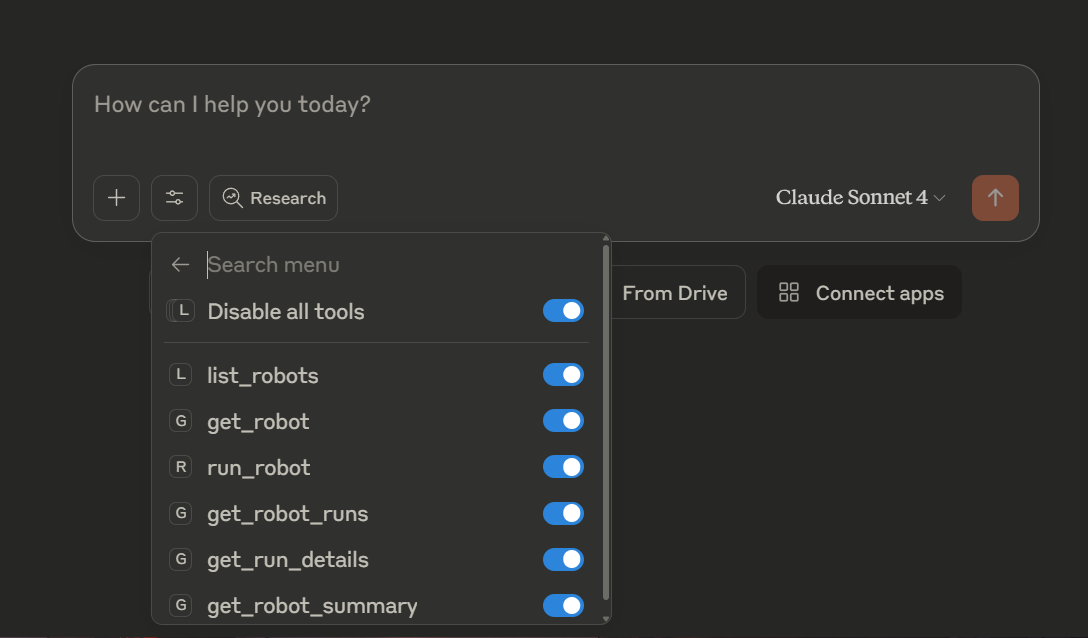 How can I help you today?
Research
Claude Sonnet 4
Search menu
From Drive
Connect apps
L Disable all tools
L list_robots
G get_robot
R run_robot
G get_robot_runs
G get_run_details
G get_robot_summary